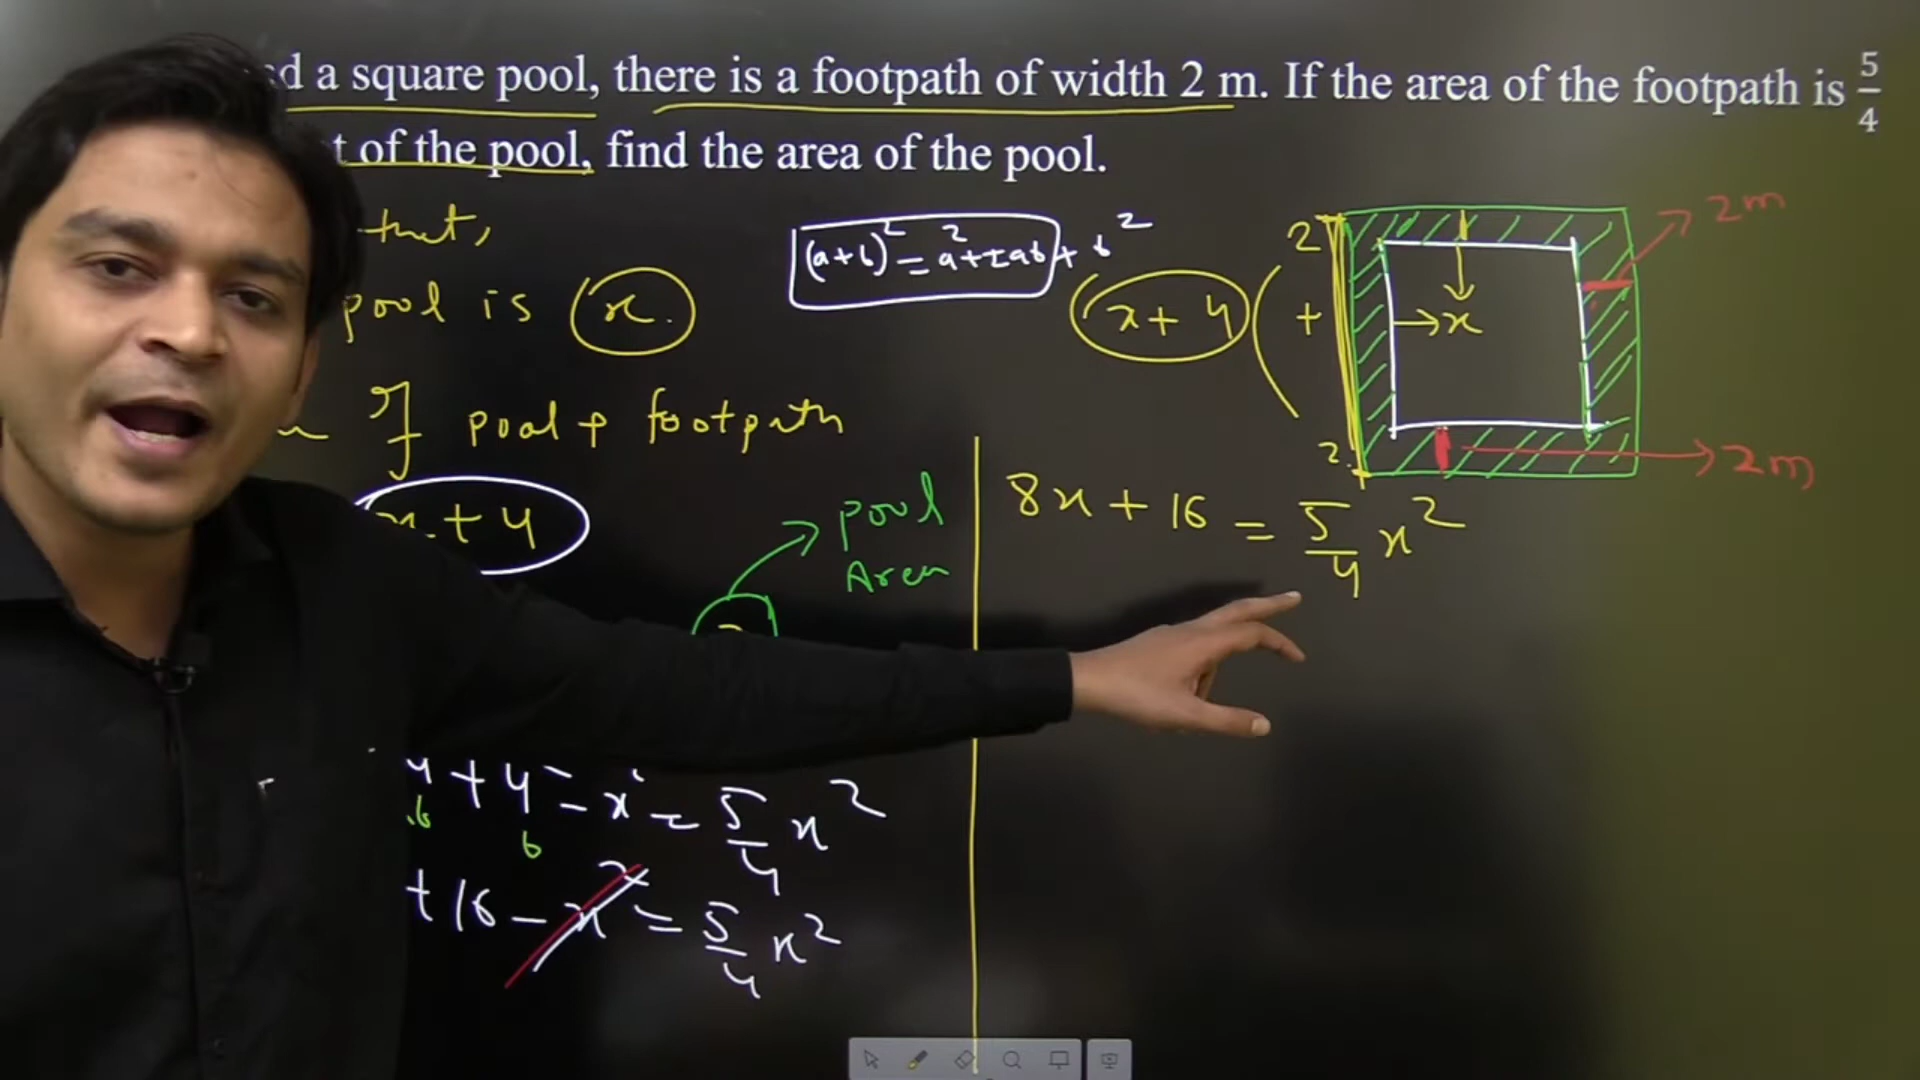 a square pool, there is a footpath of width 2 m. If the area of the footpath is 5/4
of the pool, find the area of the pool.
that,
pool is x.
(a+b)² = a²+2ab+b²
x+4
2
+
2
x
2m
2m
of pool + footpath
x+4
pool
Area
8x + 16 = 5/4 x²
+ 4² - x² = 5/4 x²
b
b
+ 16 - x² = 5/4 x²